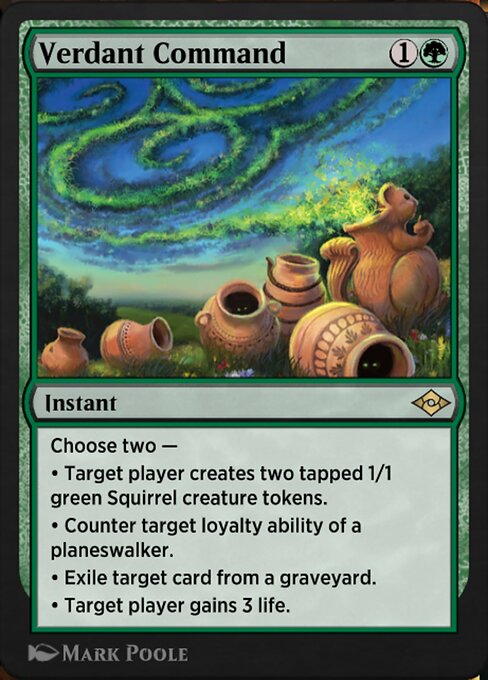 Verdant Command 1
Instant
Choose two —
• Target player creates two tapped 1/1
green Squirrel creature tokens.
• Counter target loyalty ability of a
planeswalker.
• Exile target card from a graveyard.
• Target player gains 3 life.
Mark Poole